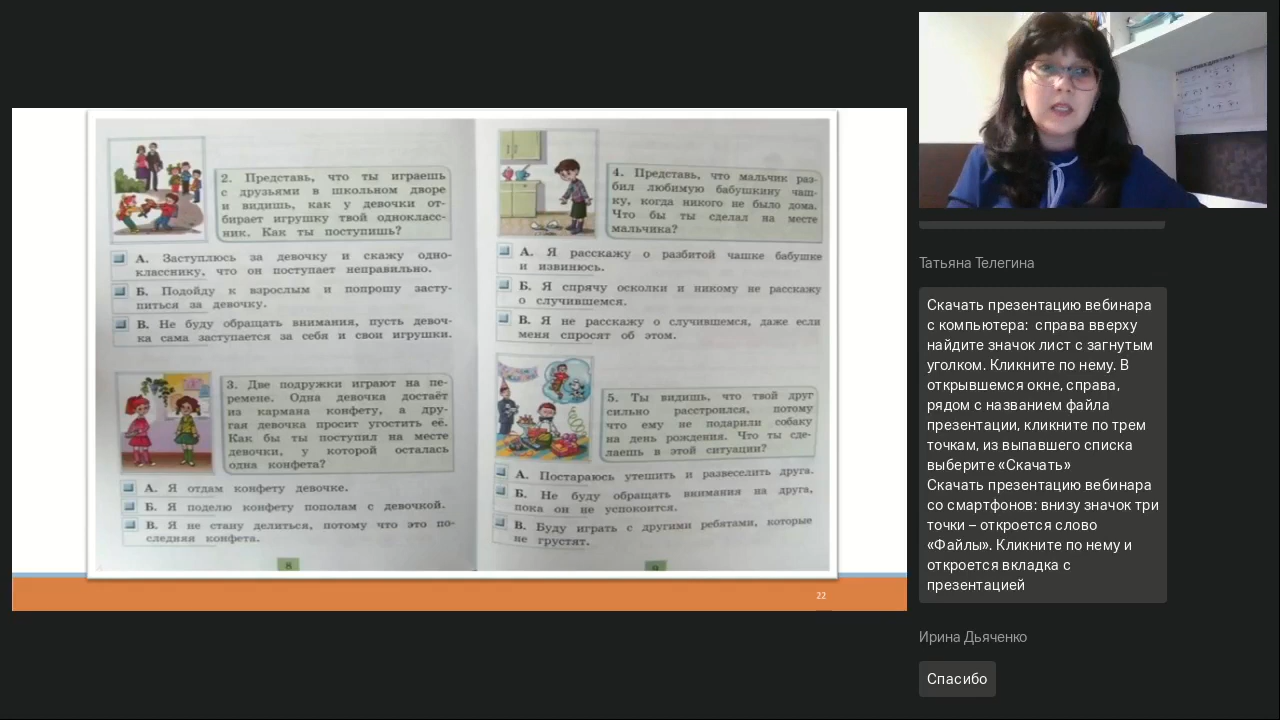 2. Представь, что ты играешь
с друзьями в школьном дворе
и видишь, как у девочки от-
бирает игрушку твой однокласс-
ник. Как ты поступишь?
А. Заступлюсь за девочку и скажу одно-
класснику, что он поступает неправильно.
Б. Подойду к взрослым и попрошу засту-
питься за девочку.
В. Не буду обращать внимания, пусть девоч-
ка сама заступается за себя и свои игрушки.
3. Две подружки играют на пе-
ремене. Одна девочка достаёт
из кармана конфету, а дру-
гая девочка просит угостить её.
Как бы ты поступил на месте
девочки, у которой осталась
одна конфета?
А. Я отдам конфету девочке.
Б. Я поделю конфету пополам с девочкой.
В. Я не стану делиться, потому что это по-
следняя конфета.
8
4. Представь, что мальчик раз-
бил любимую бабушкину чаш-
ку, когда никого не было дома.
Что бы ты сделал на месте
мальчика?
А. Я расскажу о разбитой чашке бабушке
и извинюсь.
Б. Я спрячу осколки и никому не расскажу
о случившемся.
В. Я не расскажу о случившемся, даже если
меня спросят об этом.
5. Ты видишь, что твой друг
сильно расстроился, потому
что ему не подарили собаку
на день рождения. Что ты сде-
лаешь в этой ситуации?
А. Постараюсь утешить и развеселить друга.
Б. Не буду обращать внимания на друга,
пока он не успокоится.
В. Буду играть с другими ребятами, которые
не грустят.
9
22
Татьяна Телегина
Скачать презентацию вебинара
с компьютера: справа вверху
найдите значок лист с загнутым
уголком. Кликните по нему. В
открывшемся окне, справа,
рядом с названием файла
презентации, кликните по трем
точкам, из выпавшего списка
выберите «Скачать»
Скачать презентацию вебинара
со смартфонов: внизу значок три
точки – откроется слово
«Файлы». Кликните по нему и
откроется вкладка с
презентацией
Ирина Дьяченко
Спасибо